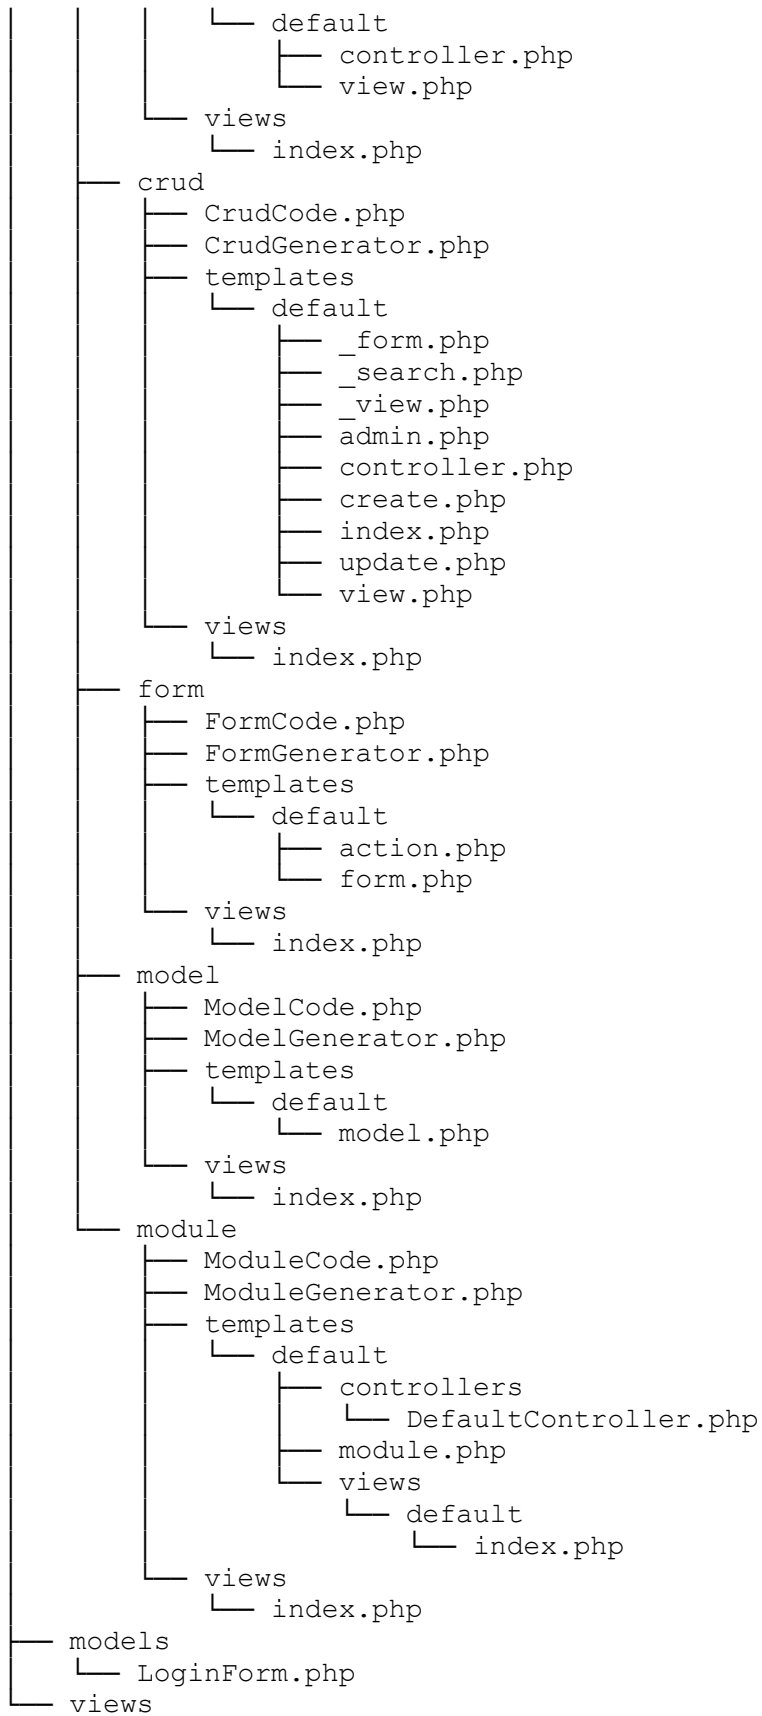 │   │   │   └── default
│   │   │       ├── controller.php
│   │   │       └── view.php
│   │   └── views
│   │       └── index.php
│   ├── crud
│   │   ├── CrudCode.php
│   │   ├── CrudGenerator.php
│   │   ├── templates
│   │   │   └── default
│   │   │       ├── _form.php
│   │   │       ├── _search.php
│   │   │       ├── _view.php
│   │   │       ├── admin.php
│   │   │       ├── controller.php
│   │   │       ├── create.php
│   │   │       ├── index.php
│   │   │       ├── update.php
│   │   │       └── view.php
│   │   └── views
│   │       └── index.php
│   ├── form
│   │   ├── FormCode.php
│   │   ├── FormGenerator.php
│   │   ├── templates
│   │   │   └── default
│   │   │       ├── action.php
│   │   │       └── form.php
│   │   └── views
│   │       └── index.php
│   ├── model
│   │   ├── ModelCode.php
│   │   ├── ModelGenerator.php
│   │   ├── templates
│   │   │   └── default
│   │   │       └── model.php
│   │   └── views
│   │       └── index.php
│   └── module
│       ├── ModuleCode.php
│       ├── ModuleGenerator.php
│       ├── templates
│       │   └── default
│       │       ├── controllers
│       │       │   └── DefaultController.php
│       │       ├── module.php
│       │       └── views
│       │           └── default
│       │               └── index.php
│       └── views
│           └── index.php
├── models
│   └── LoginForm.php
└── views